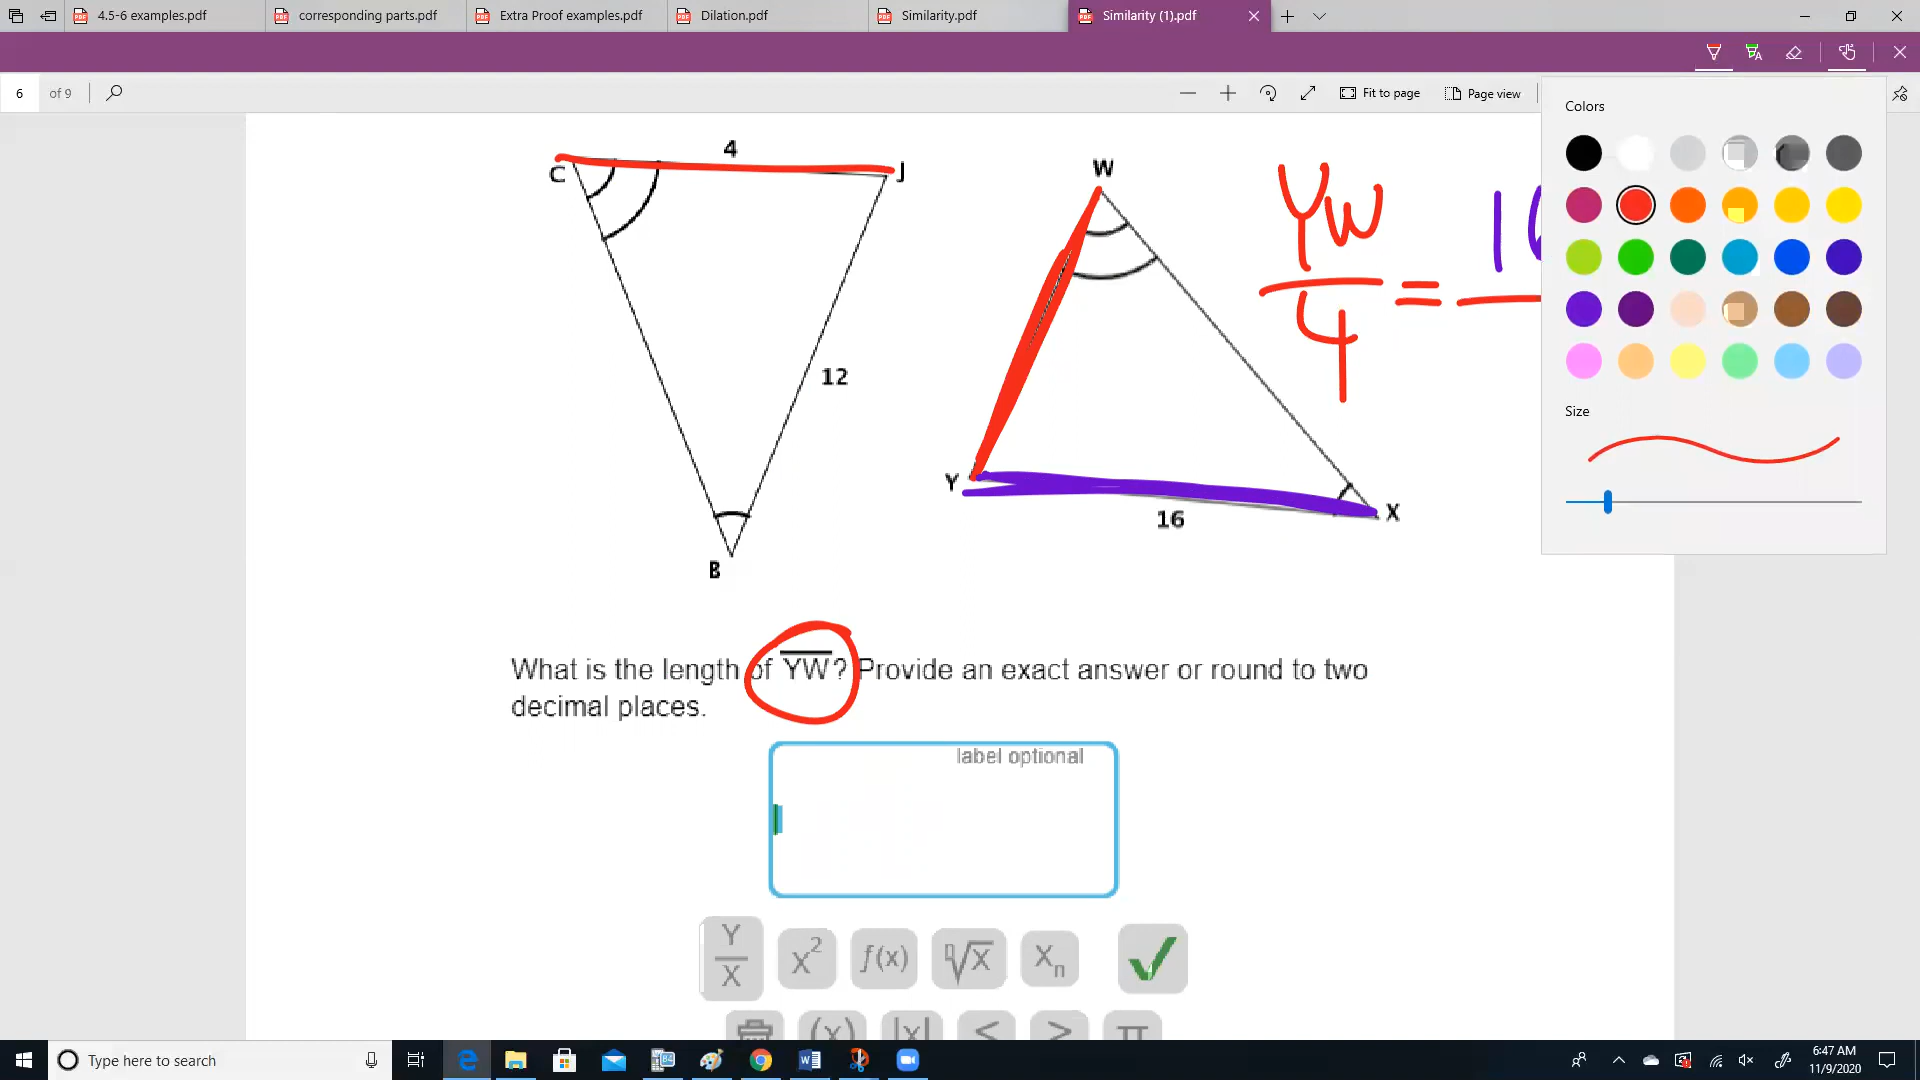 4.5-6 examples.pdf
corresponding parts.pdf
Extra Proof examples.pdf
Dilation.pdf
Similarity.pdf
Similarity (1).pdf
6 of 9
Fit to page
Page view
Colors
Size
4
C
J
12
B
W
Y
X
16
YW
4
=
What is the length of YW? Provide an exact answer or round to two
decimal places.
label optional
Y
X
X²
f(x)
ⁿ√X
Xₙ
(x)
|x|
<
>
π
Type here to search
6:47 AM
11/9/2020